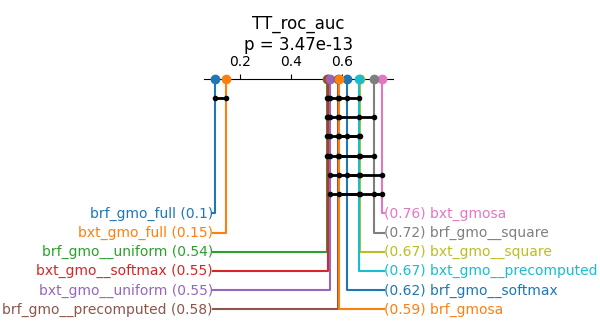 TT_roc_auc
p = 3.47e-13
0.2 0.4 0.6
brf_gmo_full (0.1)
(0.76) bxt_gmosa
bxt_gmo_full (0.15)
(0.72) brf_gmo__square
brf_gmo__uniform (0.54)
(0.67) bxt_gmo__square
bxt_gmo__softmax (0.55)
(0.67) bxt_gmo__precomputed
bxt_gmo__uniform (0.55)
(0.62) brf_gmo__softmax
brf_gmo__precomputed (0.58)
(0.59) brf_gmosa